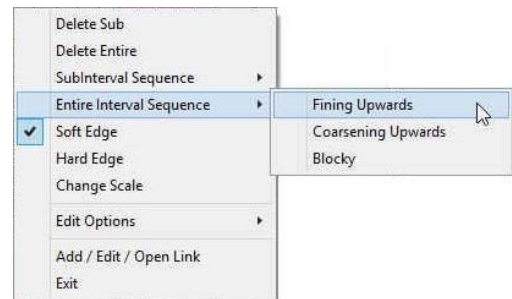 Delete Sub
Delete Entire
SubInterval Sequence
Entire Interval Sequence
Fining Upwards
Soft Edge
Coarsening Upwards
Hard Edge
Blocky
Change Scale
Edit Options
Add / Edit / Open Link
Exit